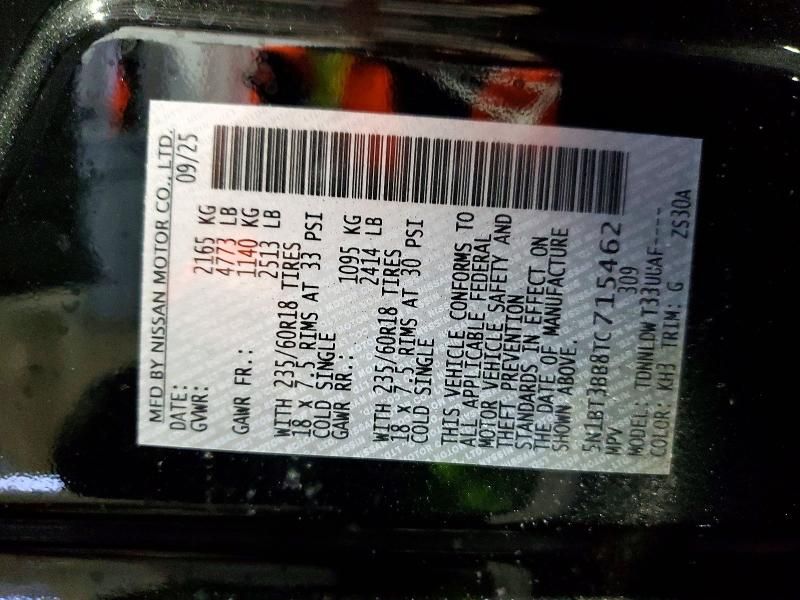 MFD BY NISSAN MOTOR CO., LTD.
DATE: 09/25
GVWR: 2165 KG
4773 LB
GAWR FR.: 1140 KG
2513 LB
WITH 235/60R18 TIRES
18 X 7.5 RIMS AT 33 PSI
COLD SINGLE
GAWR RR.: 1095 KG
2414 LB
WITH 235/60R18 TIRES
18 X 7.5 RIMS AT 30 PSI
COLD SINGLE
THIS VEHICLE CONFORMS TO
ALL APPLICABLE FEDERAL
MOTOR VEHICLE SAFETY AND
THEFT PREVENTION
STANDARDS IN EFFECT ON
THE DATE OF MANUFACTURE
SHOWN ABOVE.
5N1BT3BB8TC715462
MPV 309
MODEL: TDNNLDW T33UUAF----
COLOR: KH3 TRIM: G ZS30A